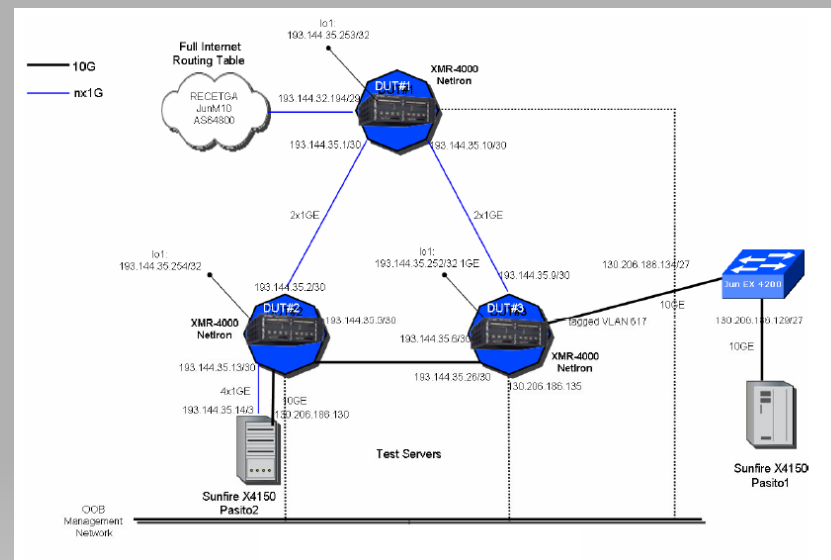 lo1:
193.144.35.253/32
Full Internet
Routing Table
XMR-4000
NetIron
10G
nx1G
RECETGA
JunM10
AS64800
193.144.32.194/29
DUT#1
193.144.35.1/30
193.144.35.10/30
2x1GE
2x1GE
lo1:
193.144.35.254/32
lo1:
193.144.35.252/32 1GE
130.206.186.134/27
193.144.35.2/30
193.144.35.9/30
Jun EX 4200
10GE
DUT#2
DUT#3
XMR-4000
NetIron
193.144.35.5/30
193.144.35.6/30
tagged VLAN 617
130.206.186.129/27
10GE
XMR-4000
NetIron
193.144.35.13/30
193.144.35.26/30
130.206.186.135
4x1GE
10GE
193.144.35.14/3
130.206.186.130
Test Servers
Sunfire X4150
Pasito1
Sunfire X4150
Pasito2
OOB
Management
Network